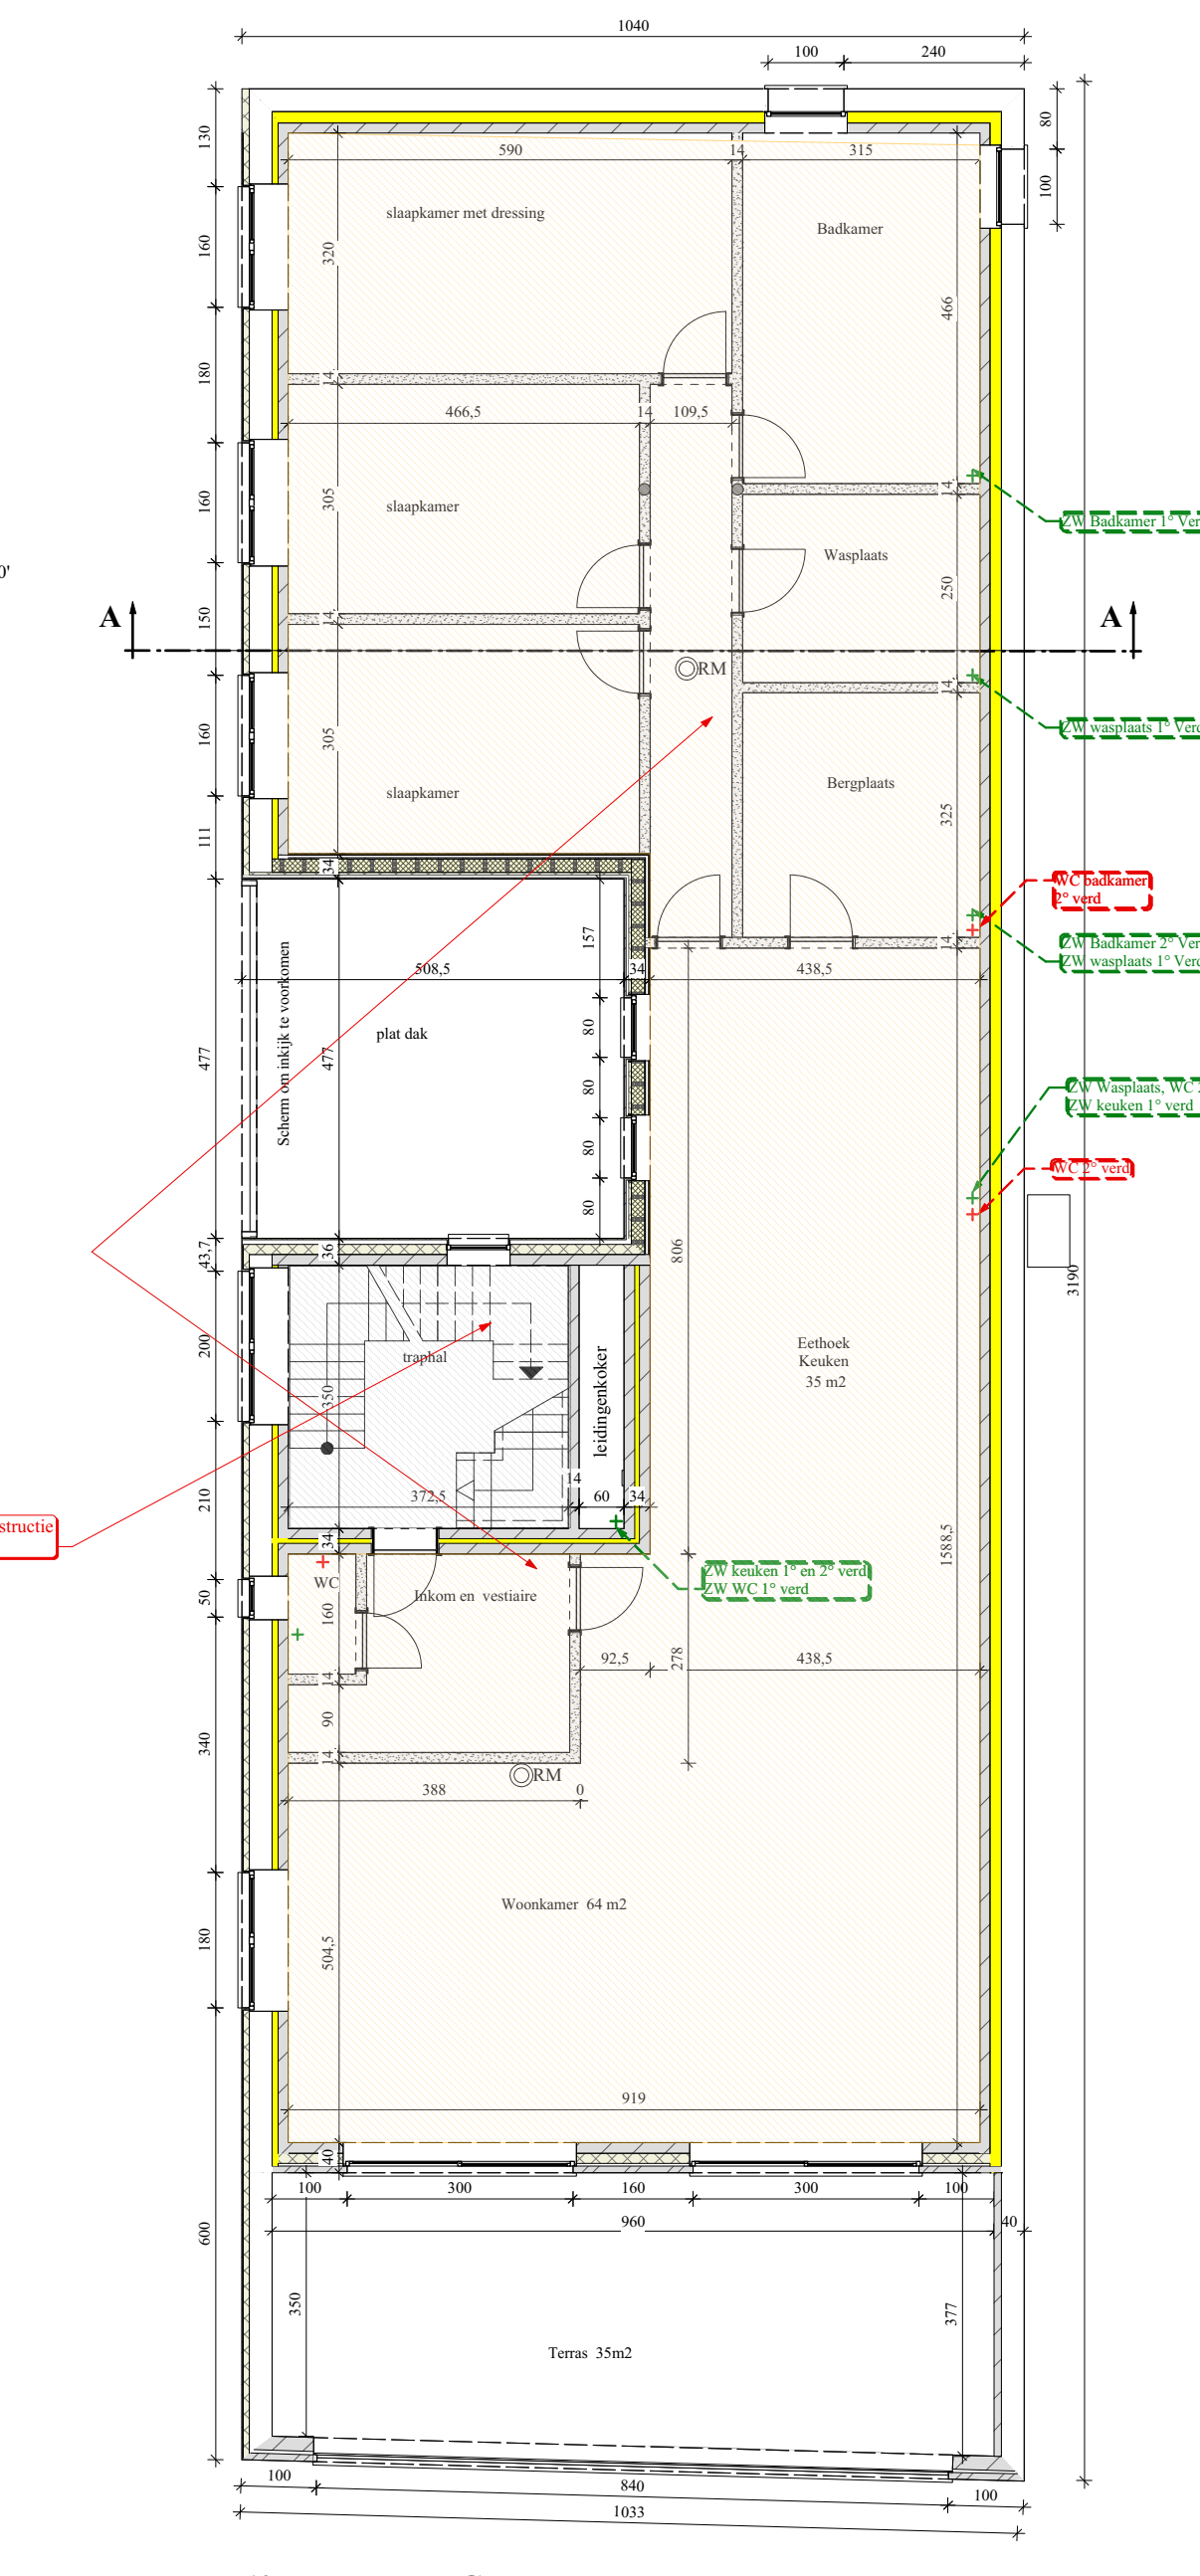 1040
100
240
130
80
590
14
315
100
slaapkamer met dressing
Badkamer
160
320
466
180
14
466,5
14
109,5
160
305
slaapkamer
14
ZW Badkamer 1° Ver
Wasplaats
0'
150
250
A
A
14
RM
14
ZW wasplaats 1° Verd
160
305
slaapkamer
Bergplaats
325
111
34
WC badkamer
2° verd
157
14
ZW Badkamer 2° Ver
ZW wasplaats 1° Verd
508,5
34
438,5
Scherm om inkijk te voorkomen
plat dak
80
477
477
80
80
80
ZW Wasplaats, WC 2
ZW keuken 1° verd
WC 2° verd
43,7
36
806
3190
200
traphal
350
leidingenkoker
Eethoek
Keuken
35 m2
210
372,5
14
60
34
structie
34
1588,5
ZW keuken 1° en 2° verd
ZW WC 1° verd
WC
Inkom en vestiaire
50
160
92,5
278
438,5
14
90
340
14
RM
388
0
Woonkamer 64 m2
180
504,5
919
40
100
300
160
300
100
960
40
600
350
377
Terras 35m2
100
840
100
1033